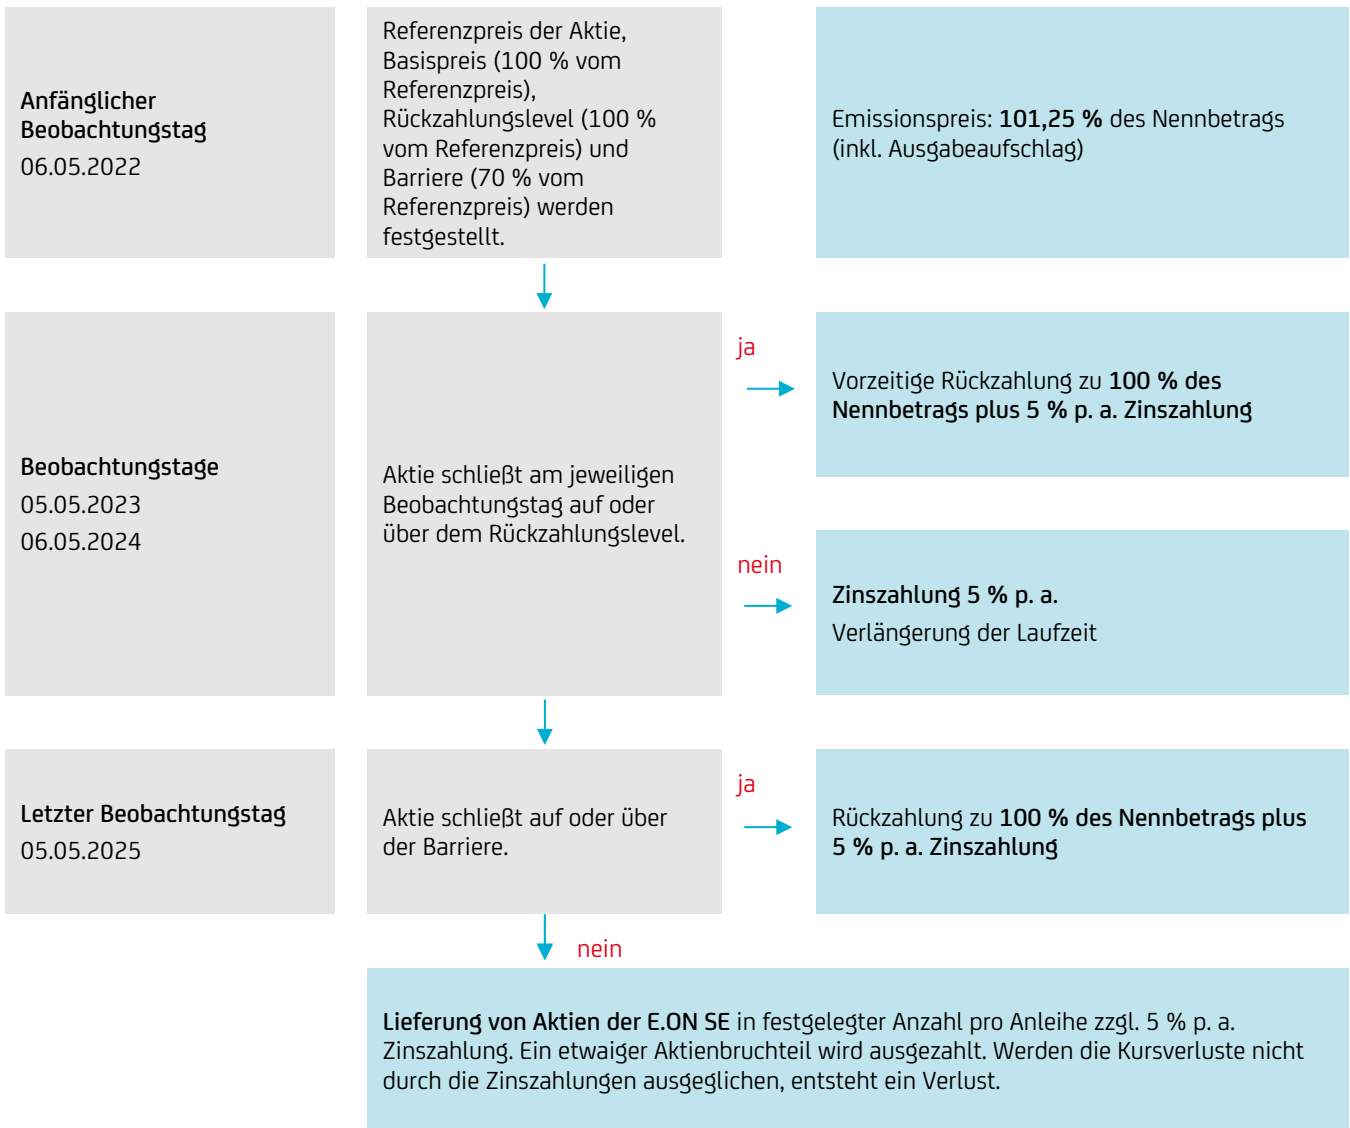 Anfänglicher
Beobachtungstag
06.05.2022
Referenzpreis der Aktie,
Basispreis (100 % vom
Referenzpreis),
Rückzahlungslevel (100 %
vom Referenzpreis) und
Barriere (70 % vom
Referenzpreis) werden
festgestellt.
Emissionspreis: 101,25 % des Nennbetrags
(inkl. Ausgabeaufschlag)
Beobachtungstage
05.05.2023
06.05.2024
Aktie schließt am jeweiligen
Beobachtungstag auf oder
über dem Rückzahlungslevel.
ja
Vorzeitige Rückzahlung zu 100 % des
Nennbetrags plus 5 % p. a. Zinszahlung
nein
Zinszahlung 5 % p. a.
Verlängerung der Laufzeit
Letzter Beobachtungstag
05.05.2025
Aktie schließt auf oder über
der Barriere.
ja
Rückzahlung zu 100 % des Nennbetrags plus
5 % p. a. Zinszahlung
nein
Lieferung von Aktien der E.ON SE in festgelegter Anzahl pro Anleihe zzgl. 5 % p. a.
Zinszahlung. Ein etwaiger Aktienbruchteil wird ausgezahlt. Werden die Kursverluste nicht
durch die Zinszahlungen ausgeglichen, entsteht ein Verlust.